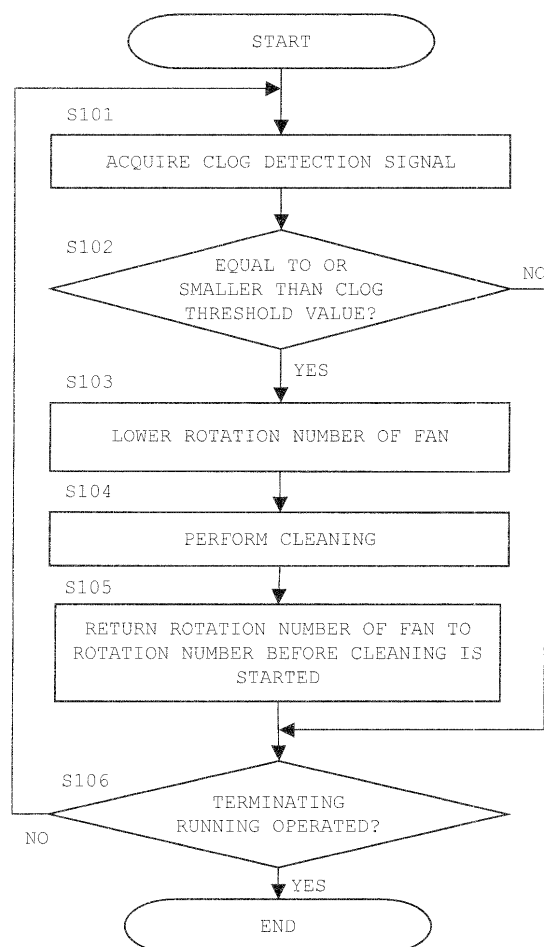 START
S101
ACQUIRE CLOG DETECTION SIGNAL
S102
EQUAL TO OR
SMALLER THAN CLOG
THRESHOLD VALUE?
NO
YES
S103
LOWER ROTATION NUMBER OF FAN
S104
PERFORM CLEANING
S105
RETURN ROTATION NUMBER OF FAN TO
ROTATION NUMBER BEFORE CLEANING IS
STARTED
S106
TERMINATING
RUNNING OPERATED?
NO
YES
END